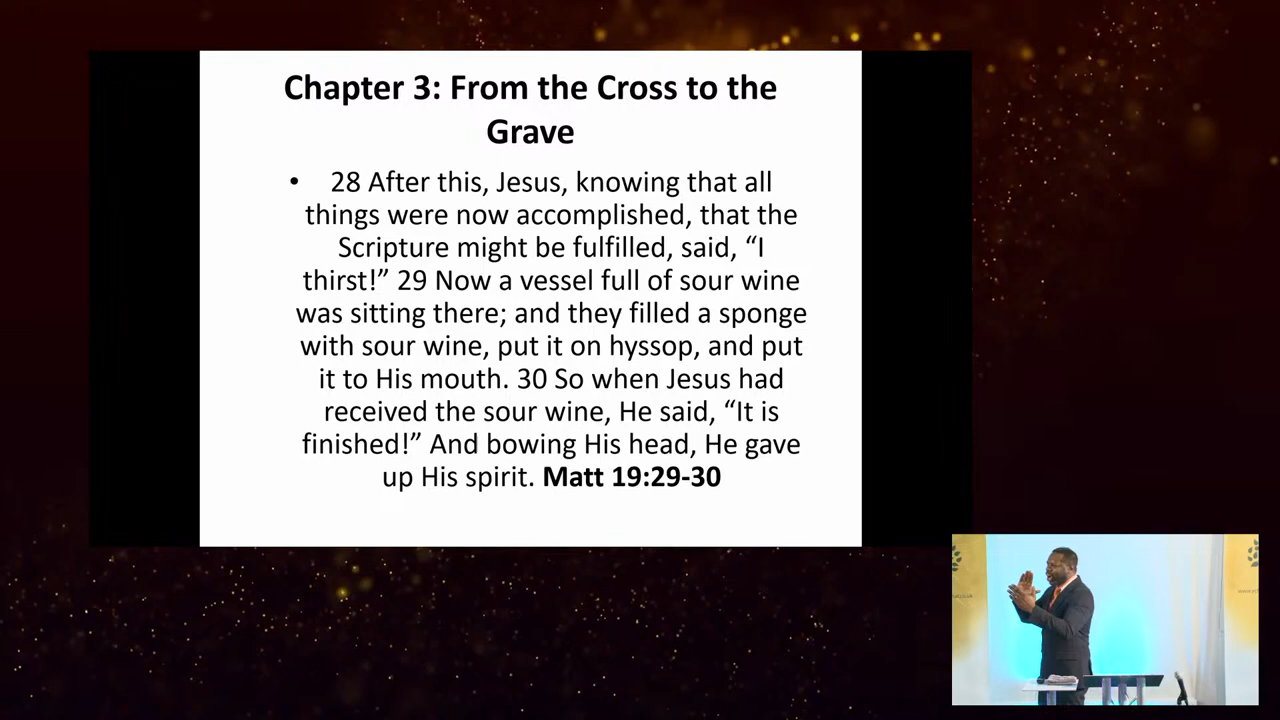 Chapter 3: From the Cross to the
Grave
• 28 After this, Jesus, knowing that all
things were now accomplished, that the
Scripture might be fulfilled, said, “I
thirst!” 29 Now a vessel full of sour wine
was sitting there; and they filled a sponge
with sour wine, put it on hyssop, and put
it to His mouth. 30 So when Jesus had
received the sour wine, He said, “It is
finished!” And bowing His head, He gave
up His spirit. Matt 19:29-30